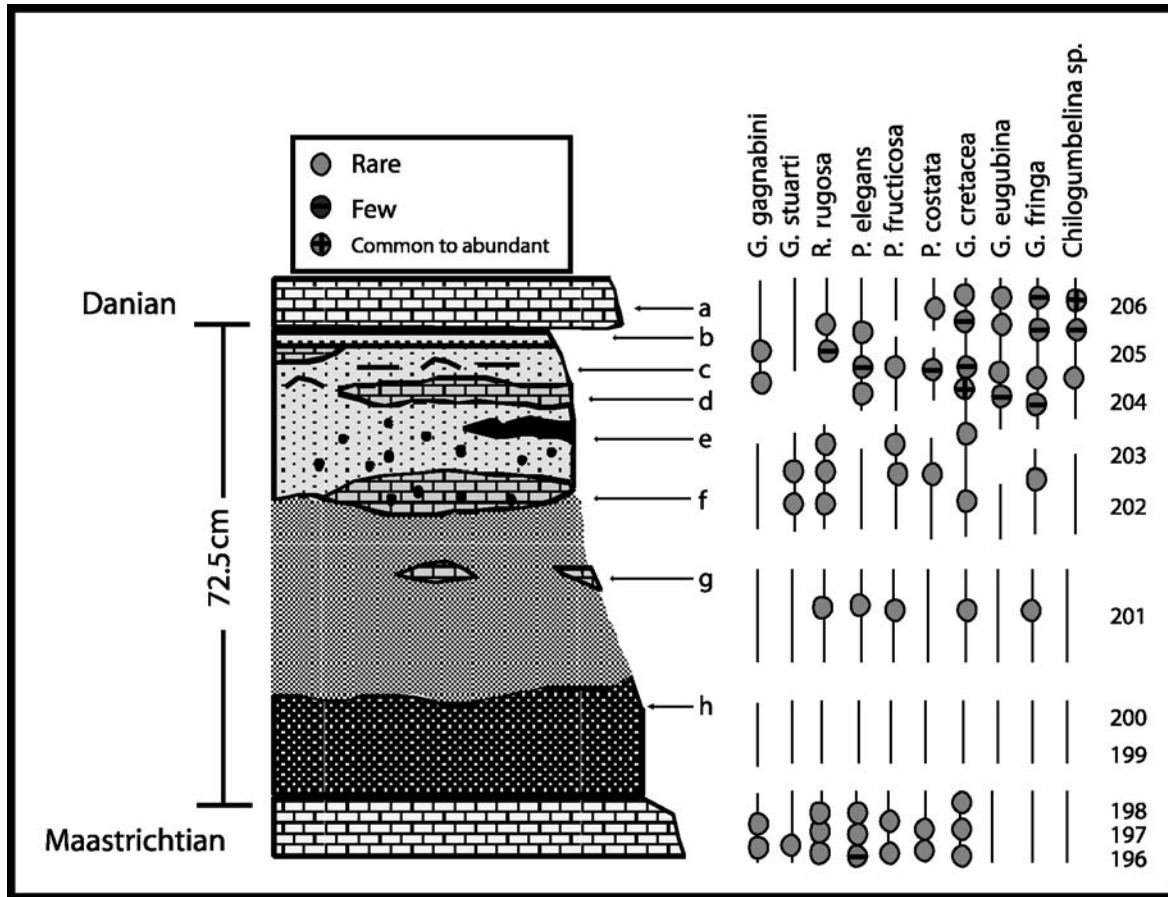 Rare
Few
Common to abundant
G. gagnabini
G. stuarti
R. rugosa
P. elegans
P. fructicosa
P. costata
G. cretacea
G. eugubina
G. fringa
Chilogumbelina sp.
Danian
72.5 cm
Maastrichtian
a
b
c
d
e
f
g
h
206
205
204
203
202
201
200
199
198
197
196